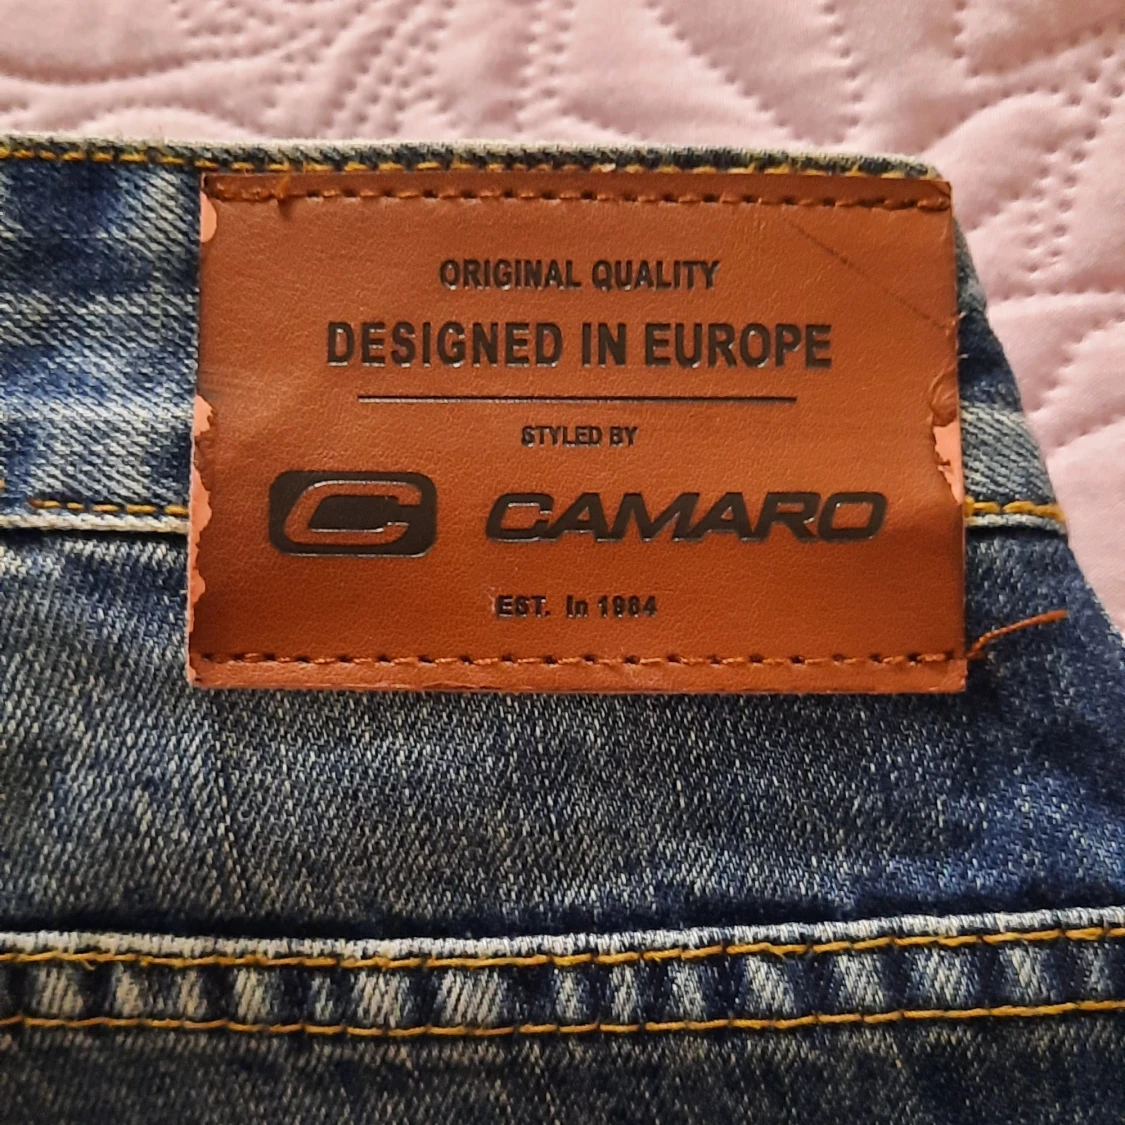 ORIGINAL QUALITY
DESIGNED IN EUROPE
STYLED BY
C CAMARO
EST. In 1984